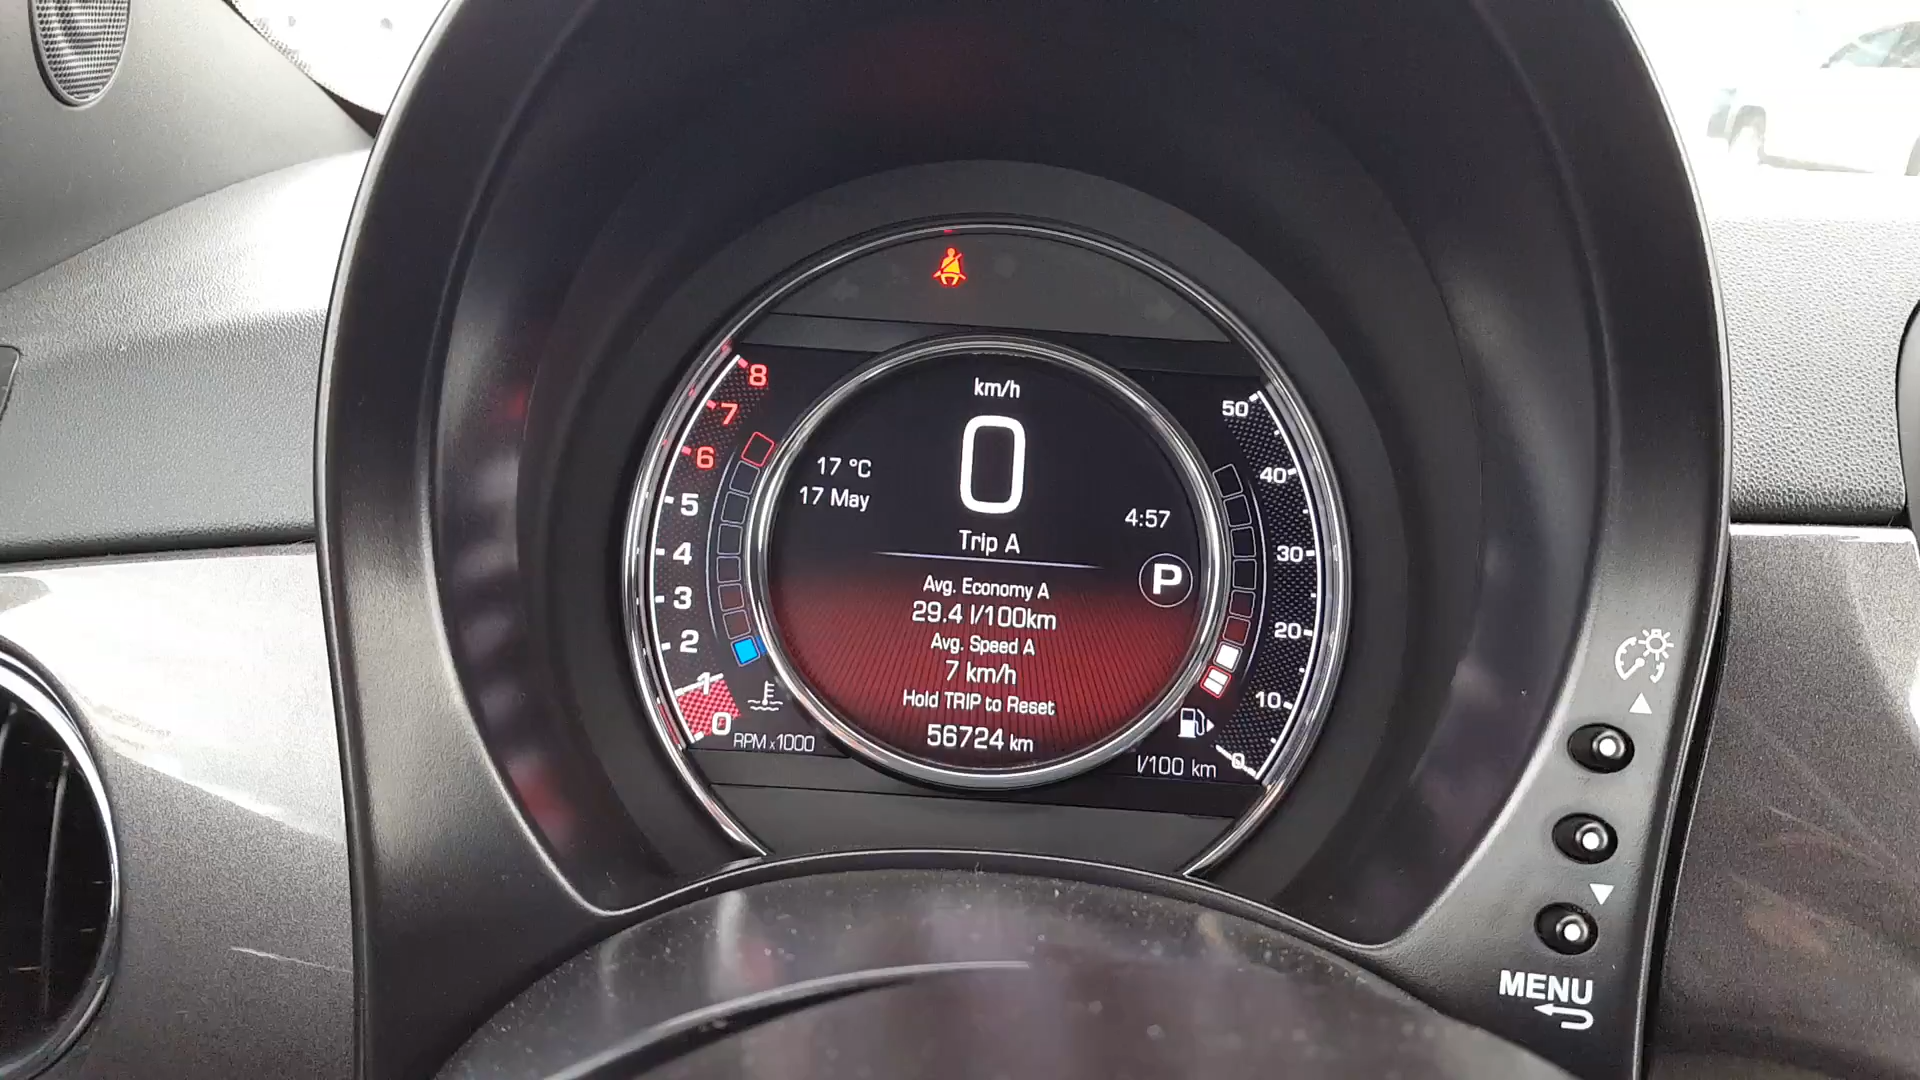 km/h
0
17 °C
17 May
4:57
Trip A
P
Avg. Economy A
29.4 l/100km
Avg. Speed A
7 km/h
Hold TRIP to Reset
56724 km
8
7
6
5
4
3
2
1
0
RPM x1000
50
40
30
20
10
0
l/100 km
MENU